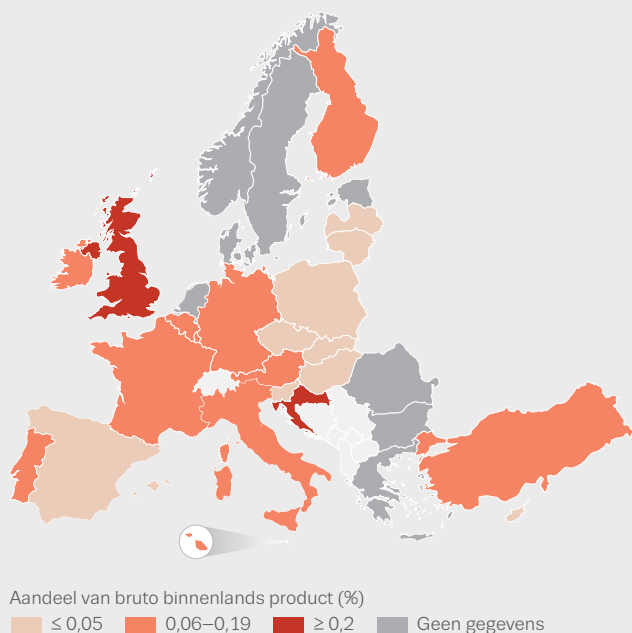 Aandeel van bruto binnenlands product (%)
≤ 0,05 0,06–0,19 ≥ 0,2 Geen gegevens